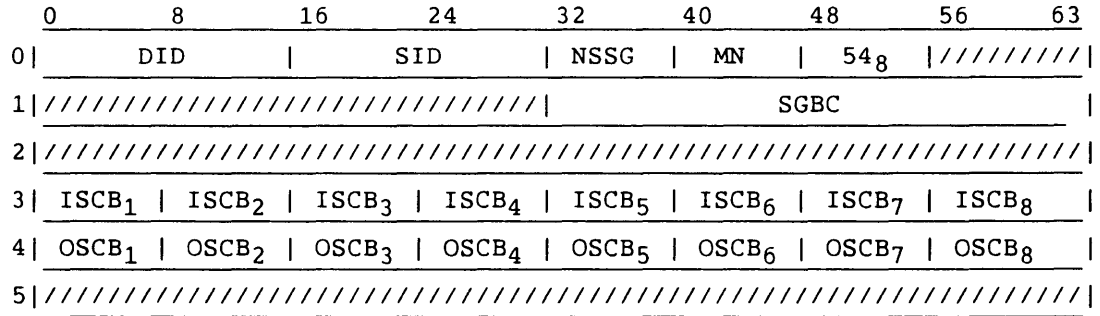 0 8 16 24 32 40 48 56 63
0| DID | SID | NSSG | MN | 54₈ |/////////|
1|///////////////////////////////| SGBC |
2|/////////////////////////////////////////////////////////////////|
3| ISCB₁ | ISCB₂ | ISCB₃ | ISCB₄ | ISCB₅ | ISCB₆ | ISCB₇ | ISCB₈ |
4| OSCB₁ | OSCB₂ | OSCB₃ | OSCB₄ | OSCB₅ | OSCB₆ | OSCB₇ | OSCB₈ |
5|/////////////////////////////////////////////////////////////////|